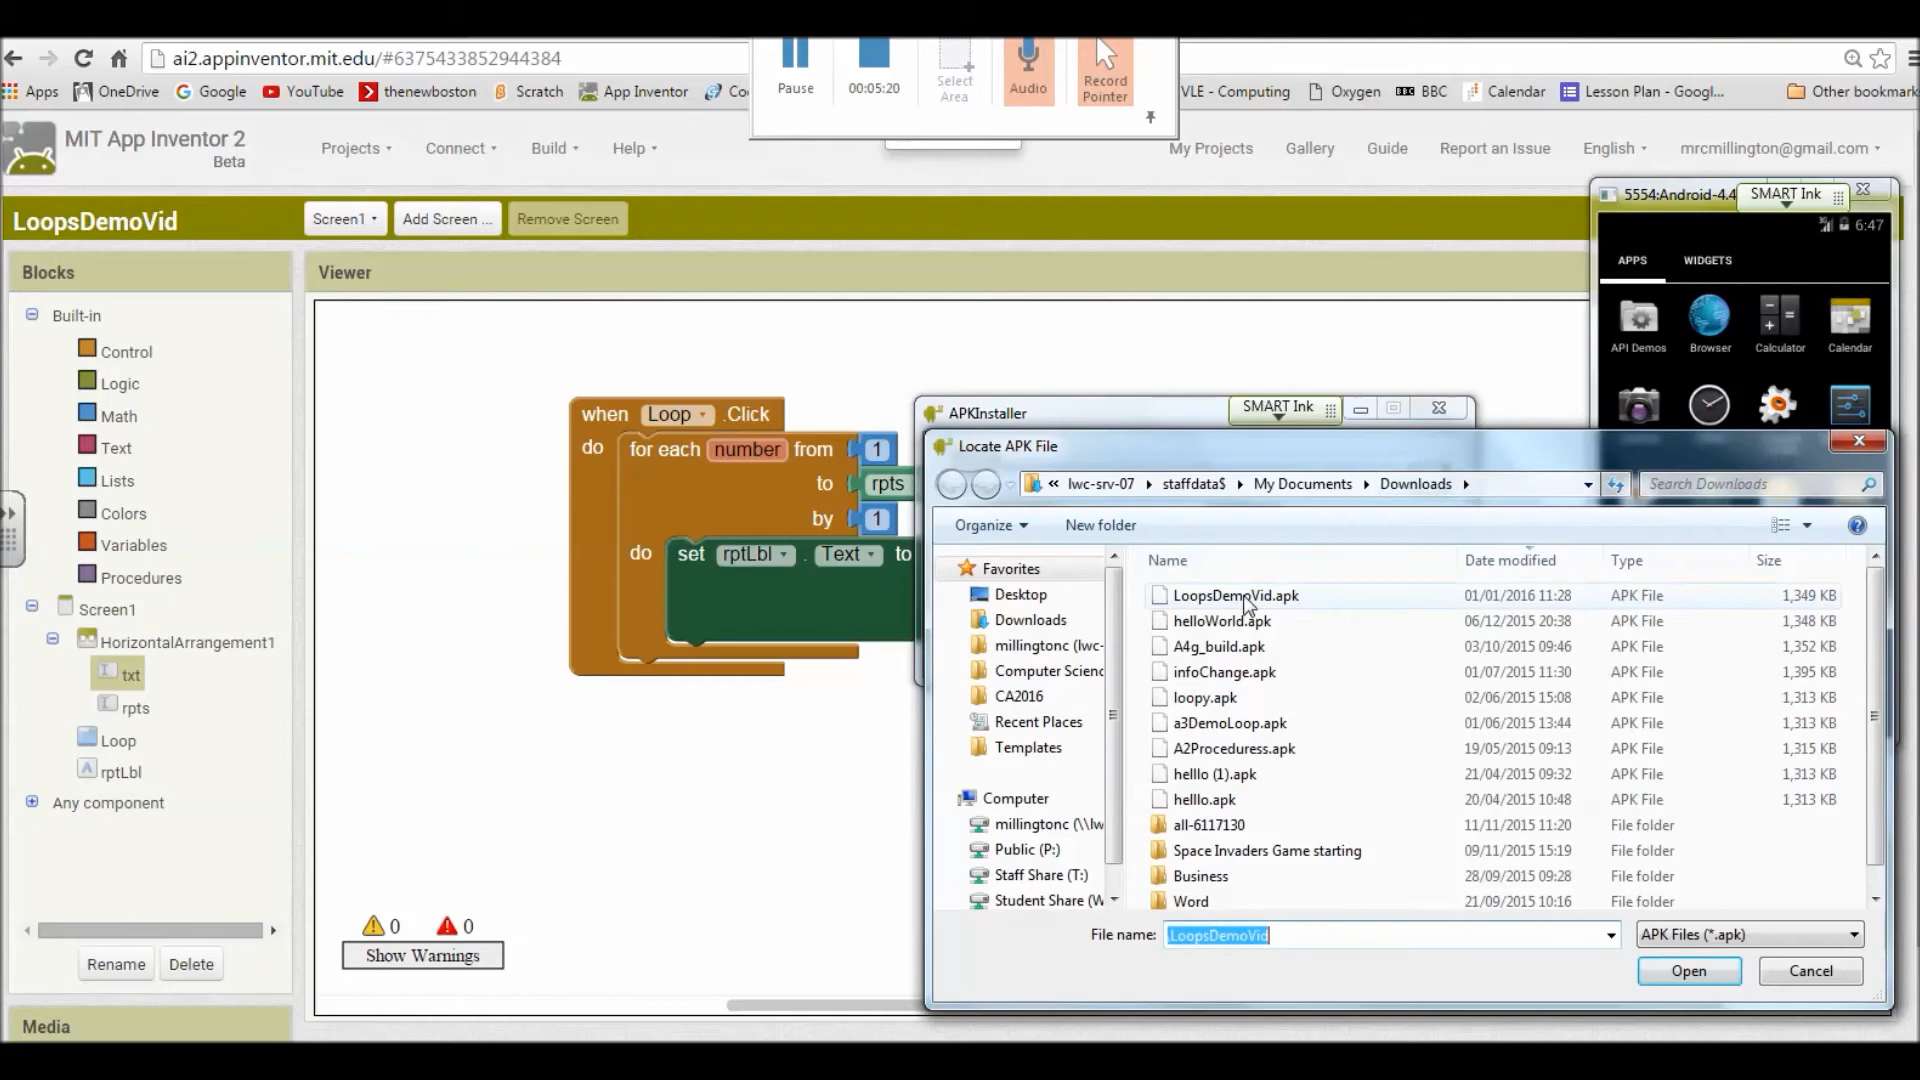 ai2.appinventor.mit.edu/#6375433852944384
Pause
00:05:20
Select Area
Audio
Record Pointer
Apps OneDrive Google YouTube thenewboston Scratch App Inventor Co VLE - Computing Oxygen BBC Calendar Lesson Plan - Googl... Other bookmark
MIT App Inventor 2
Beta
Projects Connect Build Help My Projects Gallery Guide Report an Issue English mrcmillington@gmail.com
LoopsDemoVid Screen1 Add Screen ... Remove Screen
5554:Android-4.4 SMART Ink
6:47
APPS WIDGETS
API Demos Browser Calculator Calendar
Blocks
Viewer
Built-in
Control
Logic
Math
Text
Lists
Colors
Variables
Procedures
Screen1
HorizontalArrangement1
txt
rpts
Loop
rptLbl
Any component
Rename Delete
Media
when Loop .Click
do for each number from 1
to rpts
by 1
do set rptLbl . Text to
0 0
Show Warnings
APKInstaller SMART Ink
Locate APK File
« lwc-srv-07 staffdata$ My Documents Downloads Search Downloads
Organize New folder
Favorites
Desktop
Downloads
millingtonc (lwc-
Computer Scienc
CA2016
Recent Places
Templates
Computer
millingtonc (\\lw
Public (P:)
Staff Share (T:)
Student Share (W
Name Date modified Type Size
LoopsDemoVid.apk 01/01/2016 11:28 APK File 1,349 KB
helloWorld.apk 06/12/2015 20:38 APK File 1,348 KB
A4g_build.apk 03/10/2015 09:46 APK File 1,352 KB
infoChange.apk 01/07/2015 11:30 APK File 1,395 KB
loopy.apk 02/06/2015 15:08 APK File 1,313 KB
a3DemoLoop.apk 01/06/2015 13:44 APK File 1,313 KB
A2Proceduress.apk 19/05/2015 09:13 APK File 1,315 KB
helllo (1).apk 21/04/2015 09:32 APK File 1,313 KB
helllo.apk 20/04/2015 10:48 APK File 1,313 KB
all-6117130 11/11/2015 11:20 File folder
Space Invaders Game starting 09/11/2015 15:19 File folder
Business 28/09/2015 09:28 File folder
Word 21/09/2015 10:16 File folder
File name: \LoopsDemoVid APK Files (*.apk)
Open Cancel